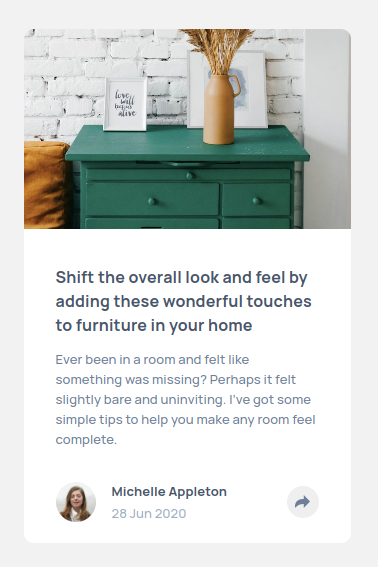 love
will
keep us
alive
Shift the overall look and feel by
adding these wonderful touches
to furniture in your home
Ever been in a room and felt like
something was missing? Perhaps it felt
slightly bare and uninviting. I've got some
simple tips to help you make any room feel
complete.
Michelle Appleton
28 Jun 2020